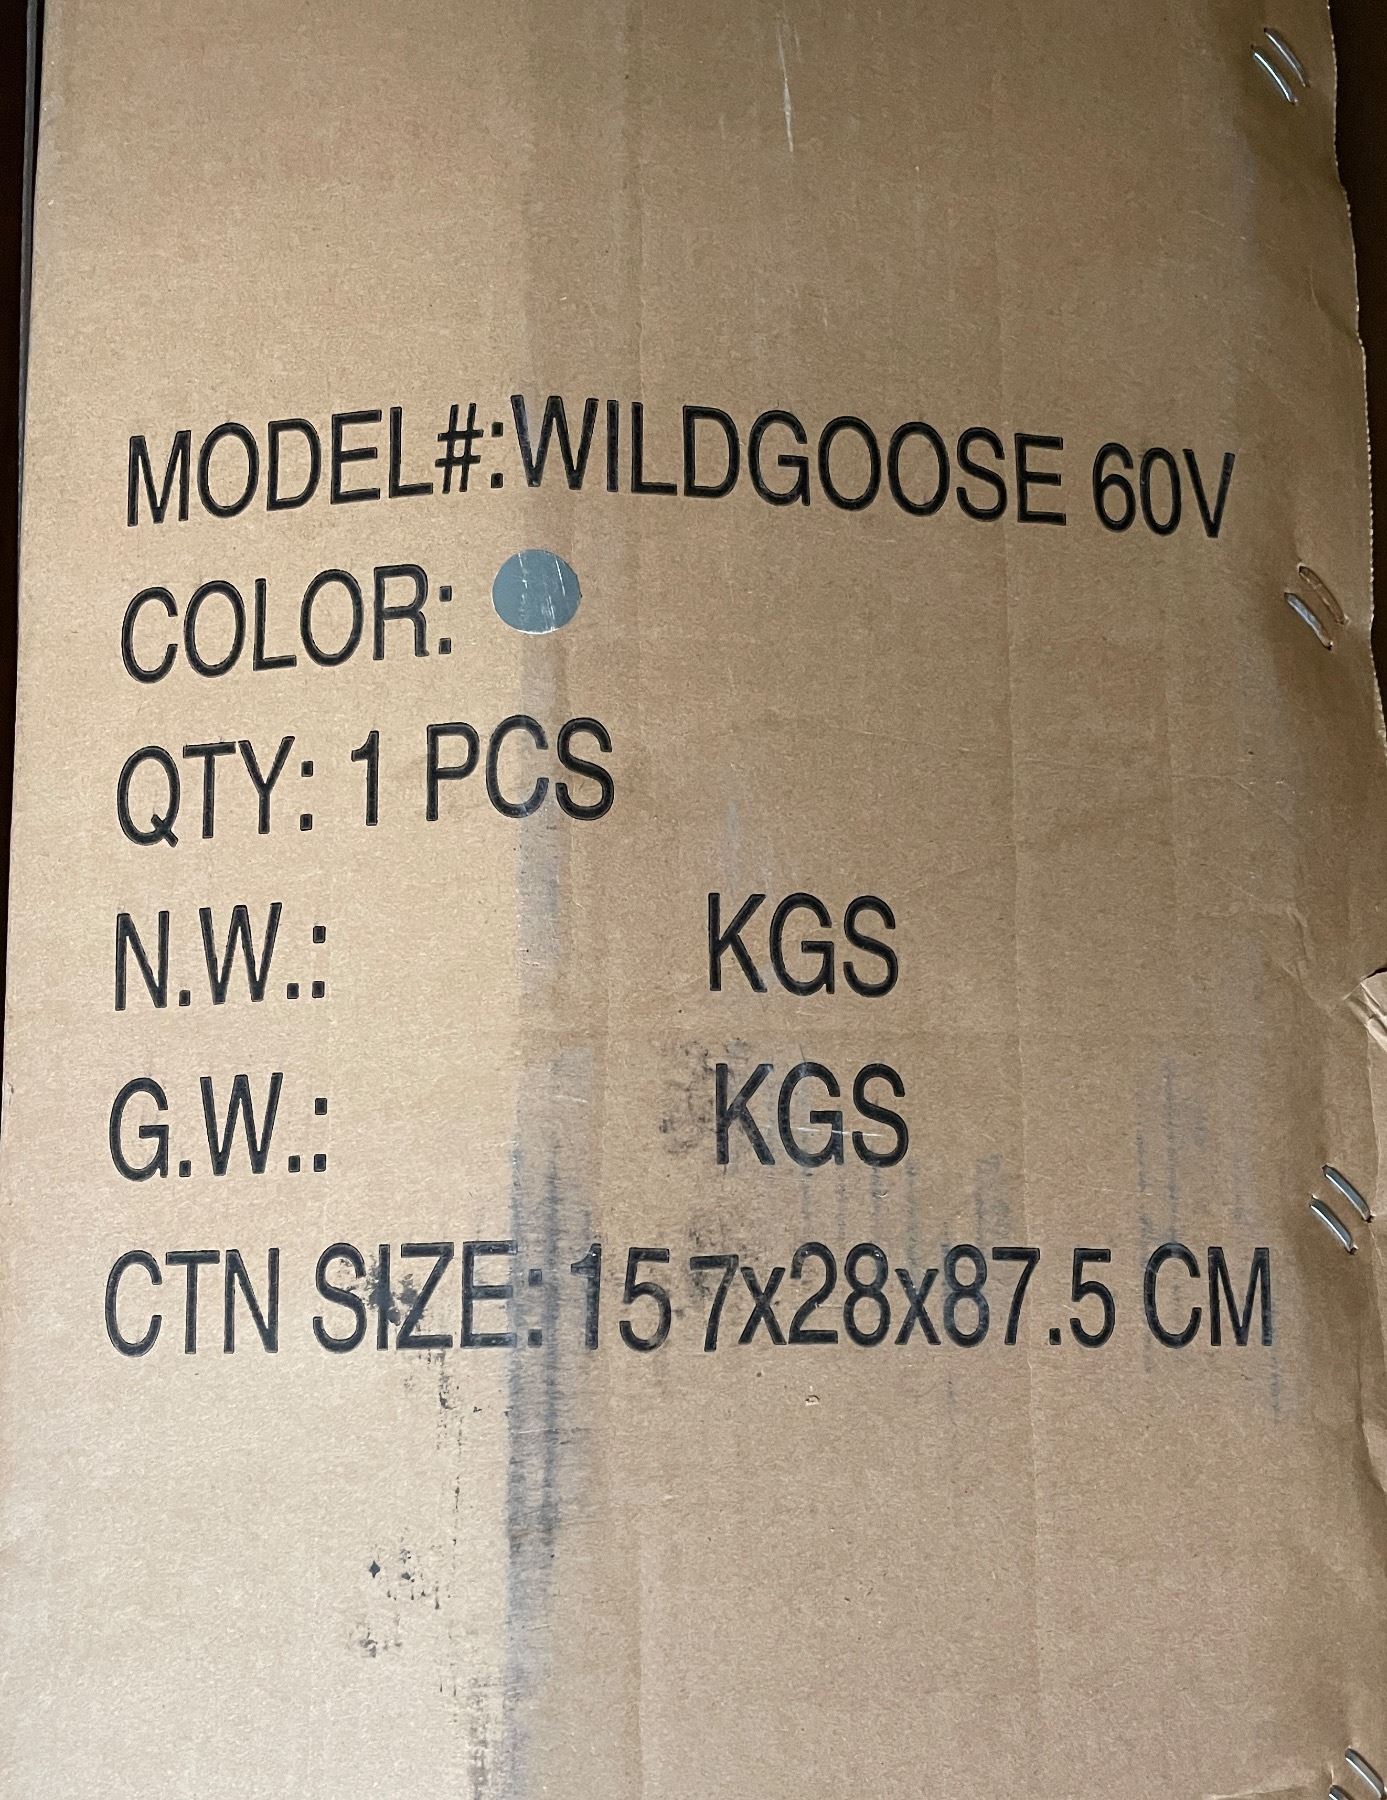 MODEL#:WILDGOOSE 60V
COLOR:
QTY: 1 PCS
N.W.: KGS
G.W.: KGS
CTN SIZE: 157x28x87.5 CM